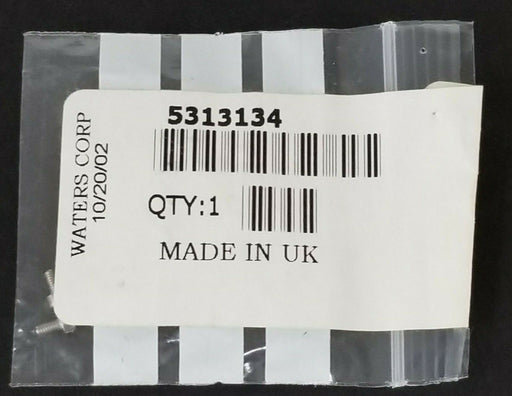 WATERS CORP
10/20/02
5313134
QTY:1
MADE IN UK